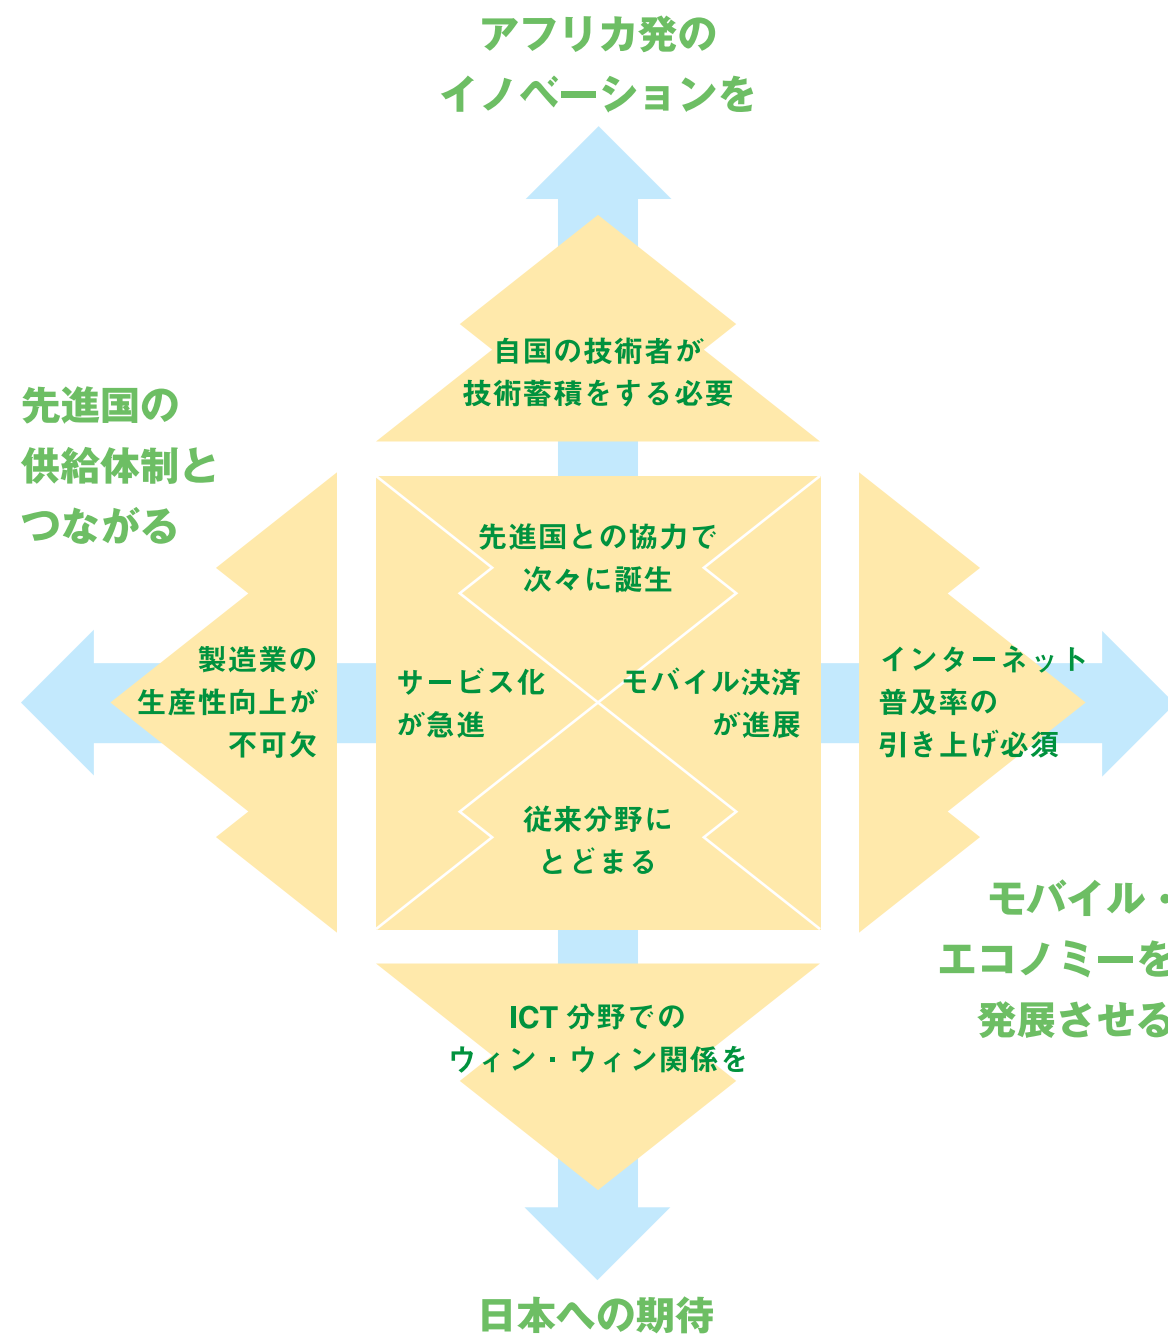 アフリカ発の
イノベーションを
自国の技術者が
技術蓄積をする必要
先進国の
供給体制と
つながる
先進国との協力で
次々に誕生
製造業の
生産性向上が
不可欠
サービス化
が急進
モバイル決済
が進展
インターネット
普及率の
引き上げ必須
従来分野に
とどまる
モバイル・
エコノミーを
発展させる
ICT 分野での
ウィン・ウィン関係を
日本への期待